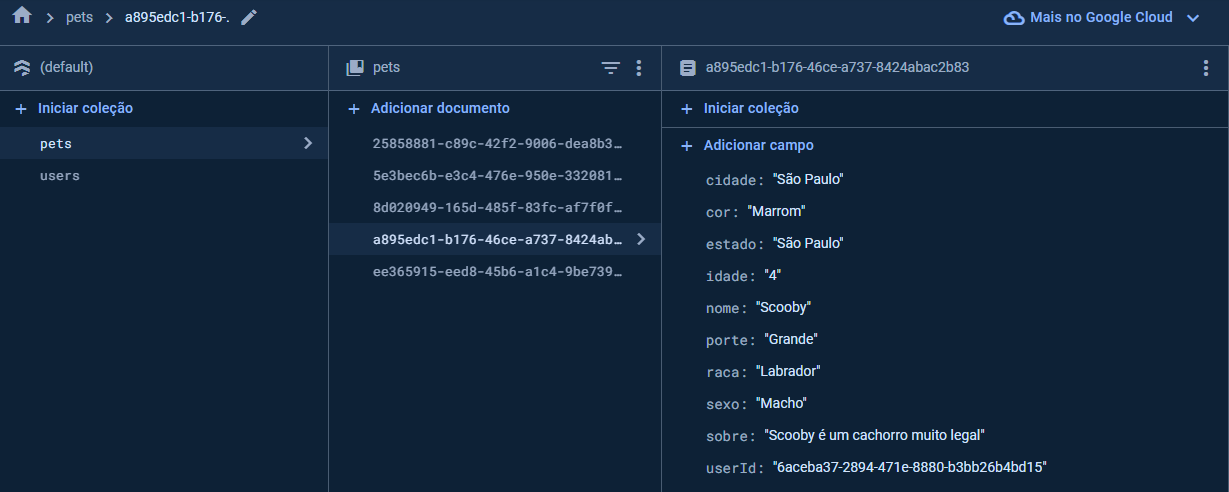 pets
a895edc1-b176-.
Mais no Google Cloud
(default)
pets
a895edc1-b176-46ce-a737-8424abac2b83
+ Iniciar coleção
pets
users
+ Adicionar documento
25858881-c89c-42f2-9006-dea8b3…
5e3bec6b-e3c4-476e-950e-332081…
8d020949-165d-485f-83fc-af7f0f…
a895edc1-b176-46ce-a737-8424ab…
ee365915-eed8-45b6-a1c4-9be739…
+ Iniciar coleção
+ Adicionar campo
cidade: "São Paulo"
cor: "Marrom"
estado: "São Paulo"
idade: "4"
nome: "Scooby"
porte: "Grande"
raca: "Labrador"
sexo: "Macho"
sobre: "Scooby é um cachorro muito legal"
userId: "6aceba37-2894-471e-8880-b3bb26b4bd15"